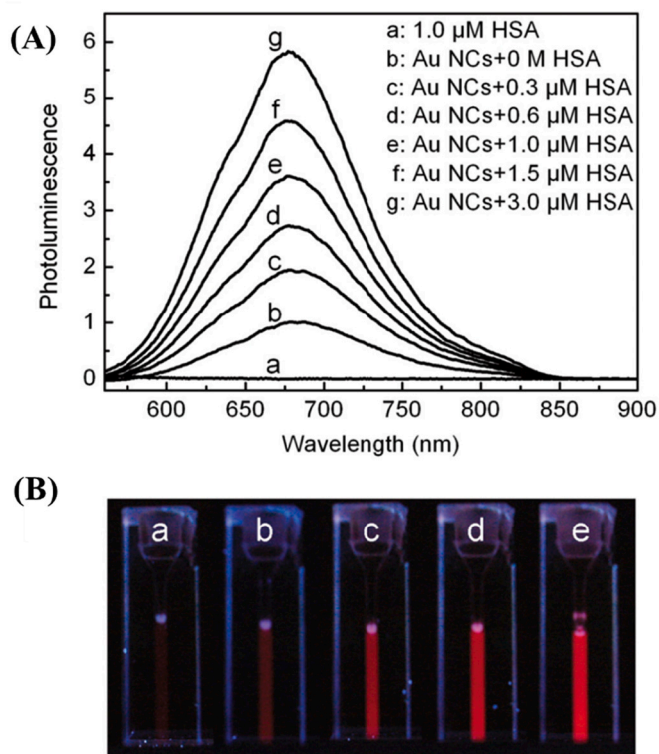 (A)
Photoluminescence
6
5
4
3
2
1
0
g
f
e
d
c
b
a
a: 1.0 µM HSA
b: Au NCs+0 M HSA
c: Au NCs+0.3 µM HSA
d: Au NCs+0.6 µM HSA
e: Au NCs+1.0 µM HSA
f: Au NCs+1.5 µM HSA
g: Au NCs+3.0 µM HSA
600 650 700 750 800 850 900
Wavelength (nm)
(B)
a b c d e